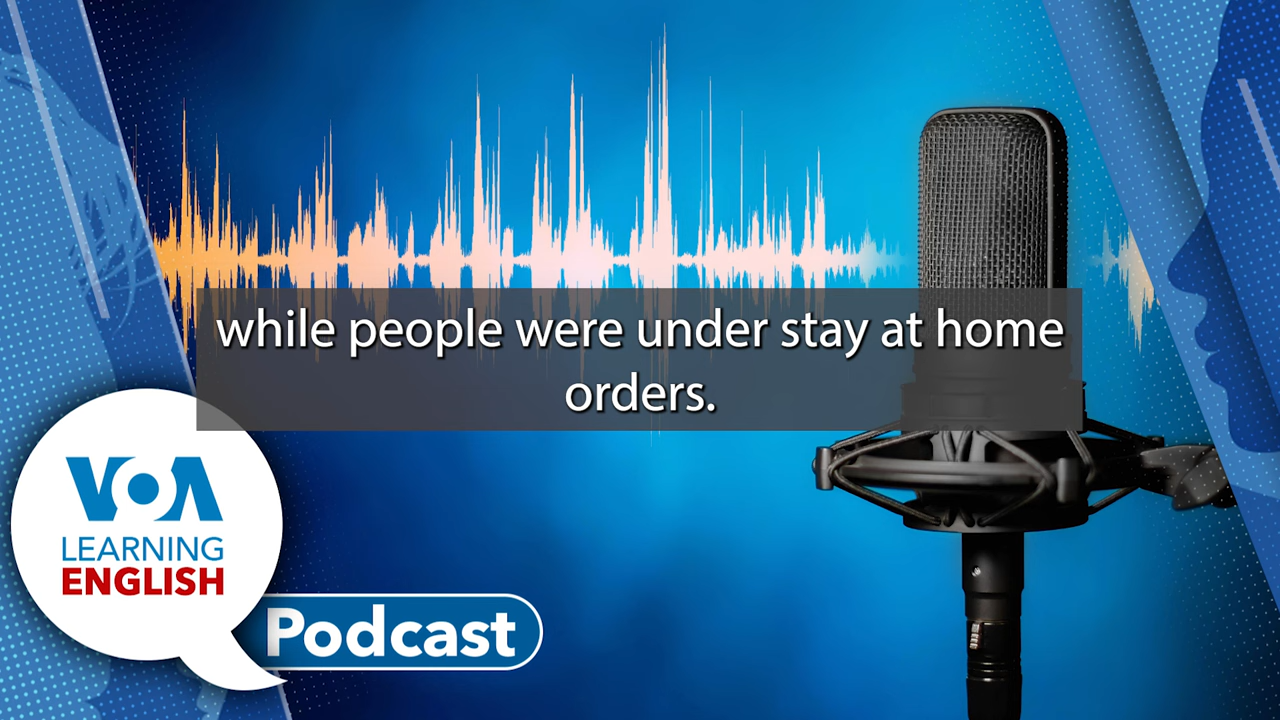 while people were under stay at home
orders.
VOA
LEARNING
ENGLISH
Podcast